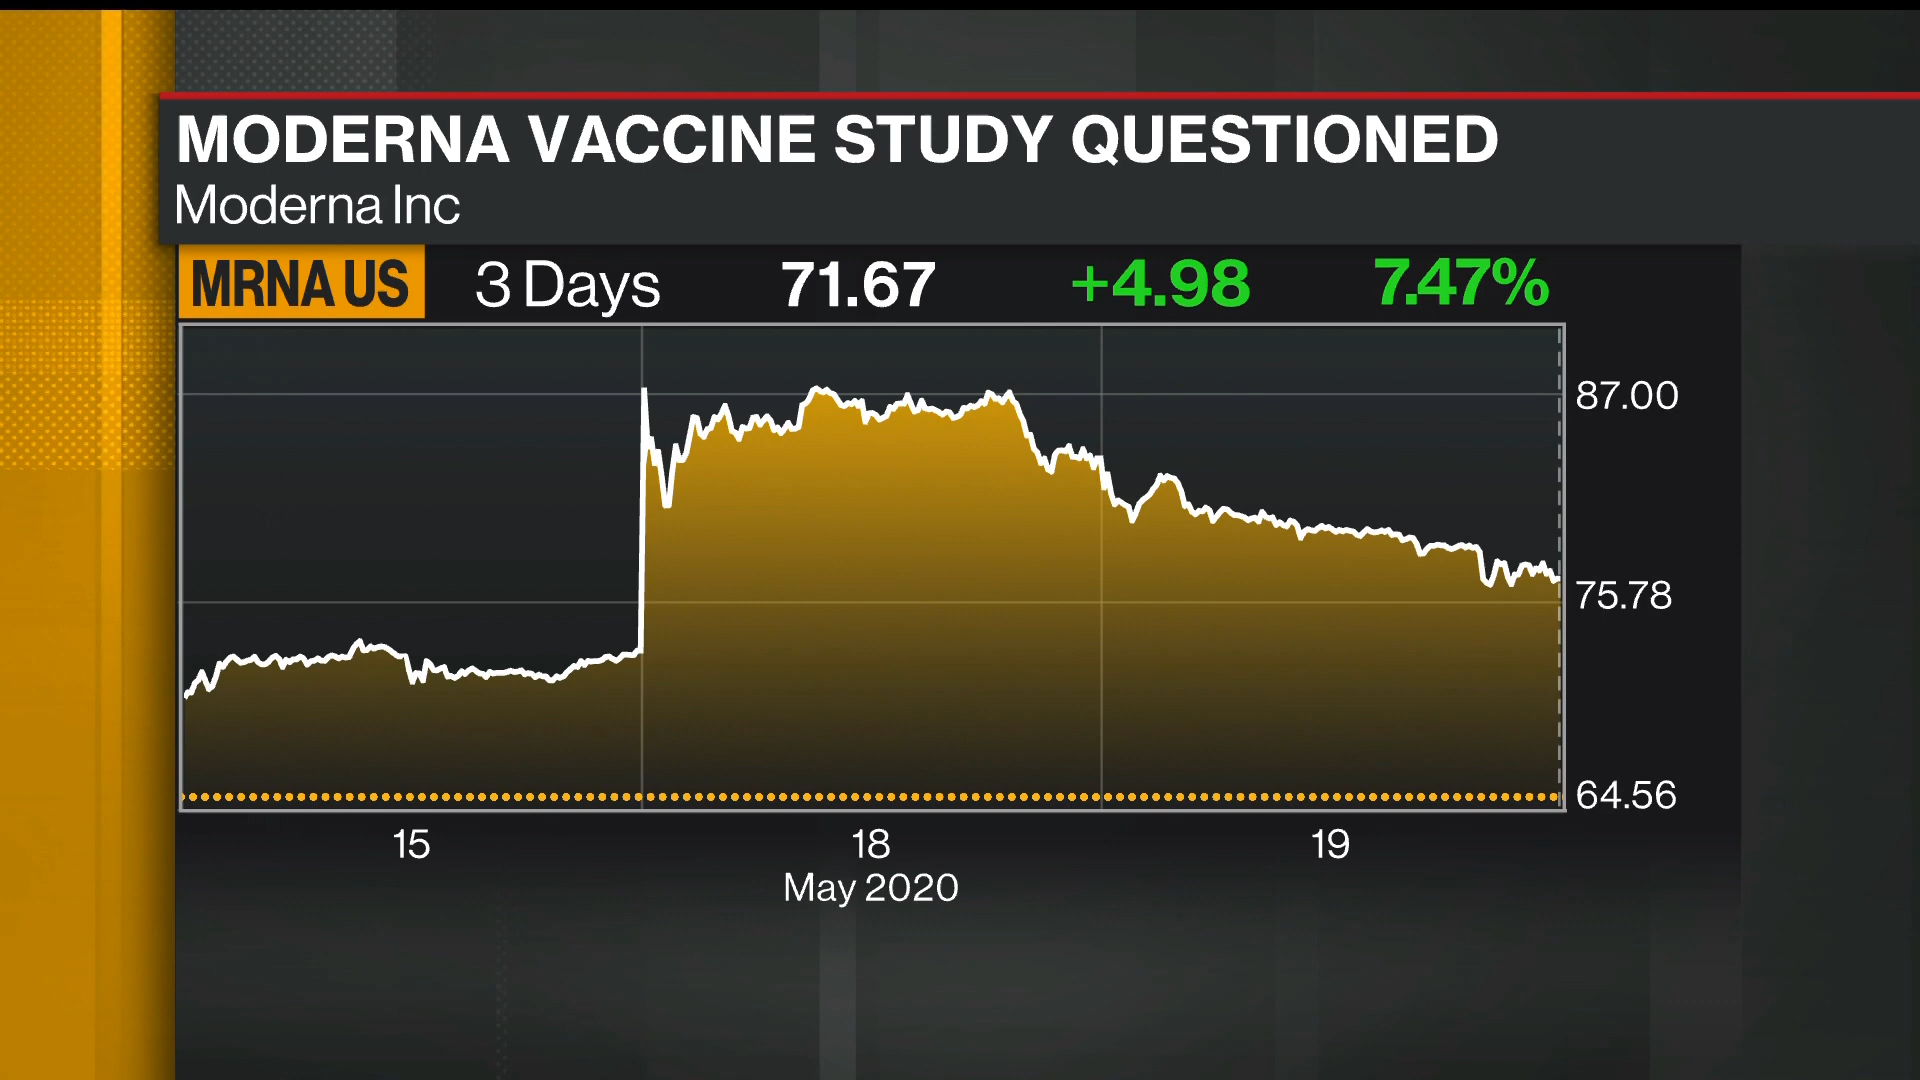 MODERNA VACCINE STUDY QUESTIONED
Moderna Inc
MRNA US 3 Days 71.67 +4.98 7.47%
87.00
75.78
64.56
15 18 19
May 2020